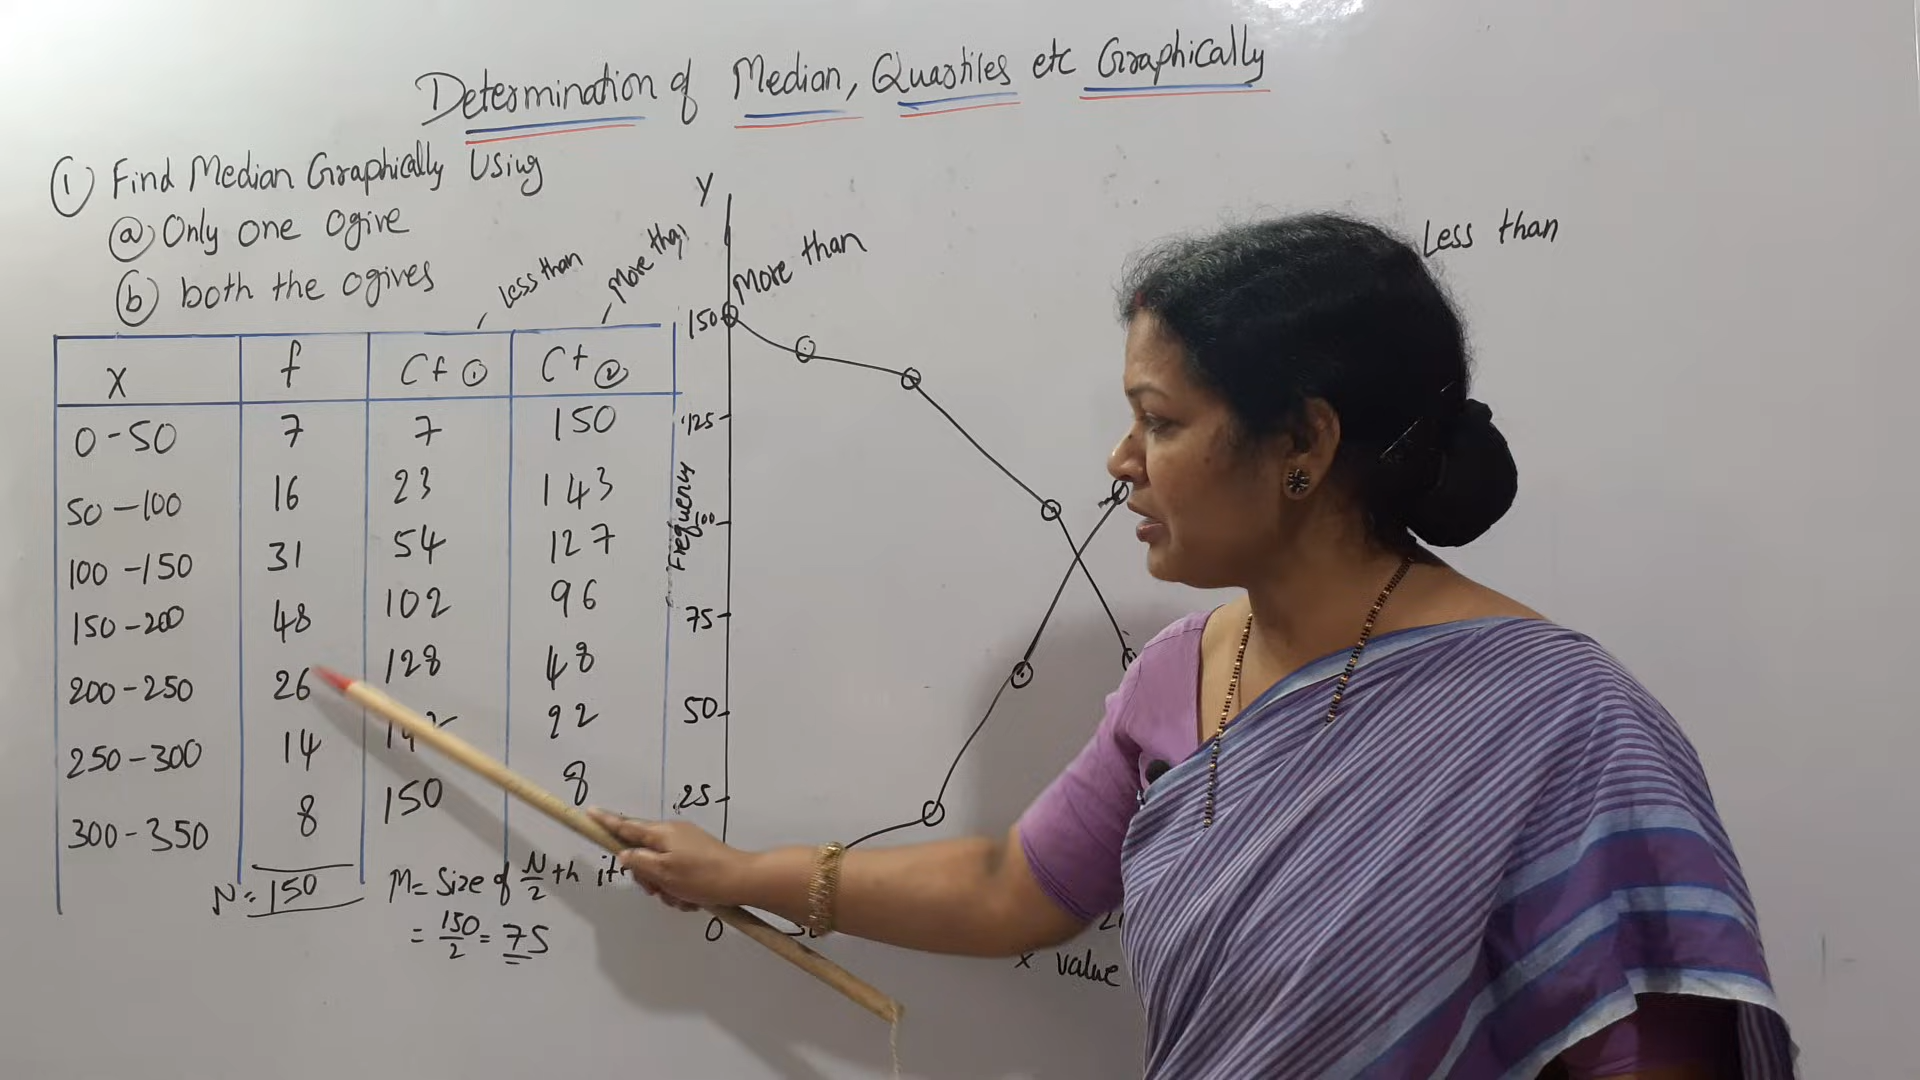 Determination of Median, Quartiles etc Graphically
① Find Median Graphically Using
ⓐ Only one Ogive
ⓑ both the ogives
less than
More than
X f Cf ① Cf ②
0-50 7 7 150
50-100 16 23 143
100-150 31 54 127
150-200 48 102 96
200-250 26 128 48
250-300 14 22
300-350 8 150 8
N = 150
M = Size of N/2 th
= 150/2 = 75
Y
More than
Less than
150
125
100
75
50
25
0
Frequency
X value